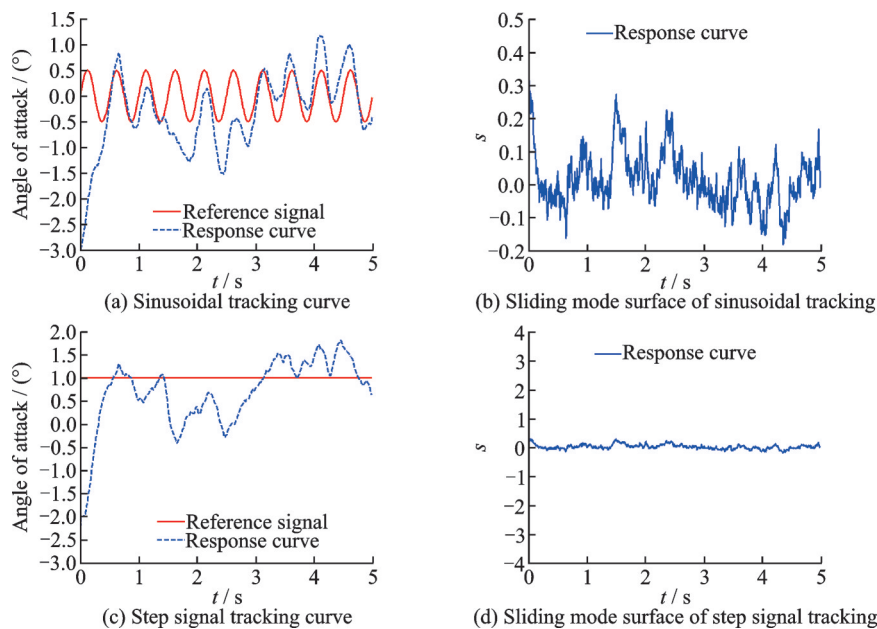 1.5
1.0
0.5
0.0
−0.5
−1.0
−1.5
−2.0
−2.5
−3.0
Angle of attack / (°)
Reference signal
Response curve
0 1 2 3 4 5
t / s
(a) Sinusoidal tracking curve
0.5
0.4
0.3
0.2
0.1
0.0
−0.1
−0.2
s
Response curve
0 1 2 3 4 5
t / s
(b) Sliding mode surface of sinusoidal tracking
2.0
1.5
1.0
0.5
0.0
−0.5
−1.0
−1.5
−2.0
−2.5
−3.0
Angle of attack / (°)
Reference signal
Response curve
0 1 2 3 4 5
t / s
(c) Step signal tracking curve
4
3
2
1
0
−1
−2
−3
−4
s
Response curve
0 1 2 3 4 5
t / s
(d) Sliding mode surface of step signal tracking